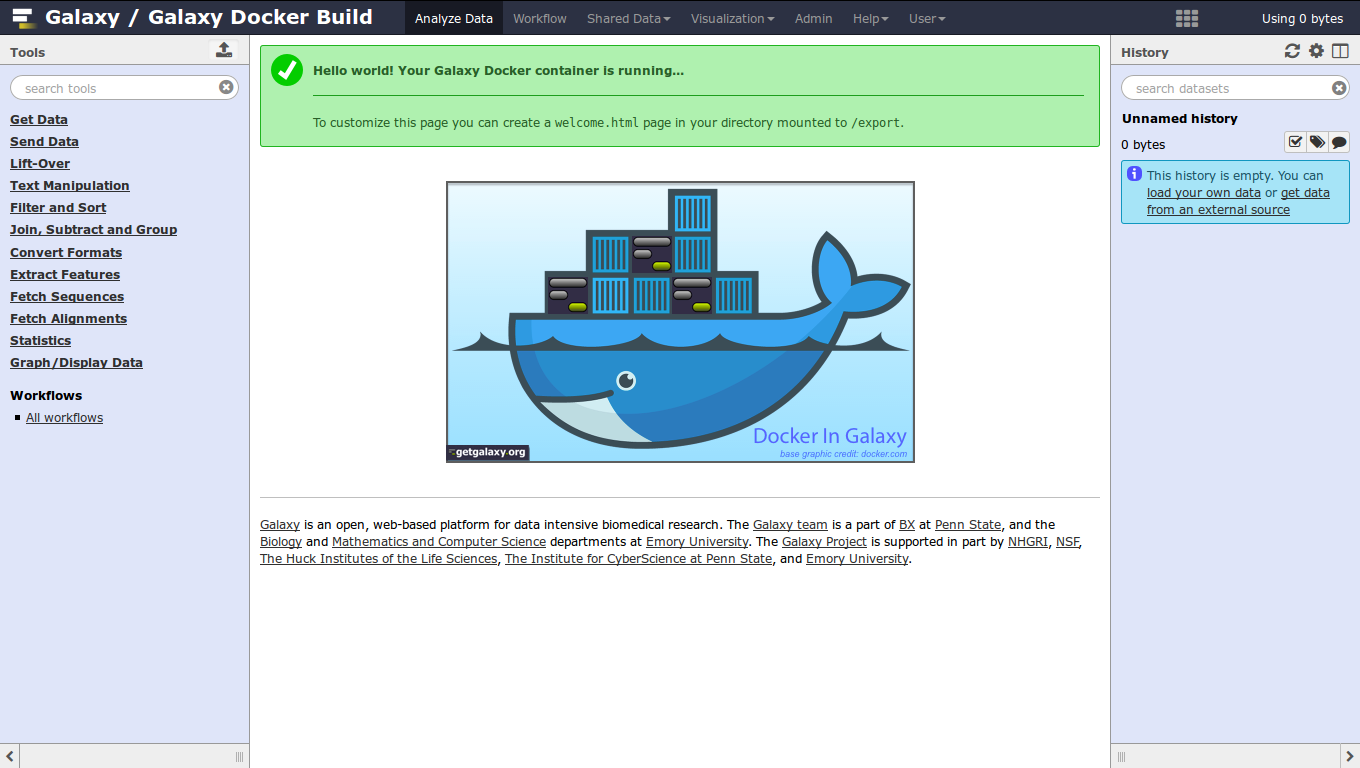 Galaxy / Galaxy Docker Build
Analyze Data
Workflow
Shared Data
Visualization
Admin
Help
User
Using 0 bytes
Tools
search tools
Get Data
Send Data
Lift-Over
Text Manipulation
Filter and Sort
Join, Subtract and Group
Convert Formats
Extract Features
Fetch Sequences
Fetch Alignments
Statistics
Graph/Display Data
Workflows
All workflows
Hello world! Your Galaxy Docker container is running...
To customize this page you can create a welcome.html page in your directory mounted to /export.
Docker In Galaxy
base graphic credit: docker.com
getgalaxy.org
Galaxy is an open, web-based platform for data intensive biomedical research. The Galaxy team is a part of BX at Penn State, and the
Biology and Mathematics and Computer Science departments at Emory University. The Galaxy Project is supported in part by NHGRI, NSF,
The Huck Institutes of the Life Sciences, The Institute for CyberScience at Penn State, and Emory University.
History
search datasets
Unnamed history
0 bytes
This history is empty. You can
load your own data or get data
from an external source